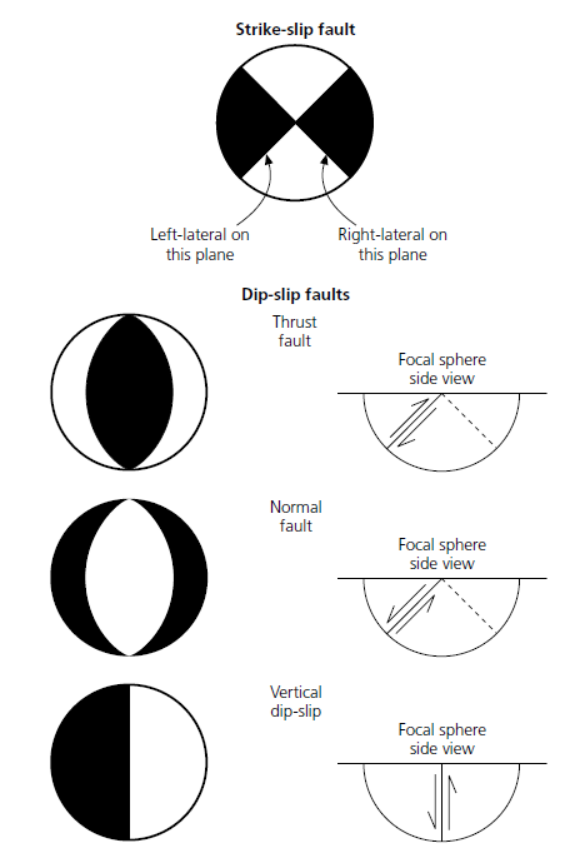 Strike-slip fault
Left-lateral on
this plane
Right-lateral on
this plane
Dip-slip faults
Thrust
fault
Focal sphere
side view
Normal
fault
Focal sphere
side view
Vertical
dip-slip
Focal sphere
side view